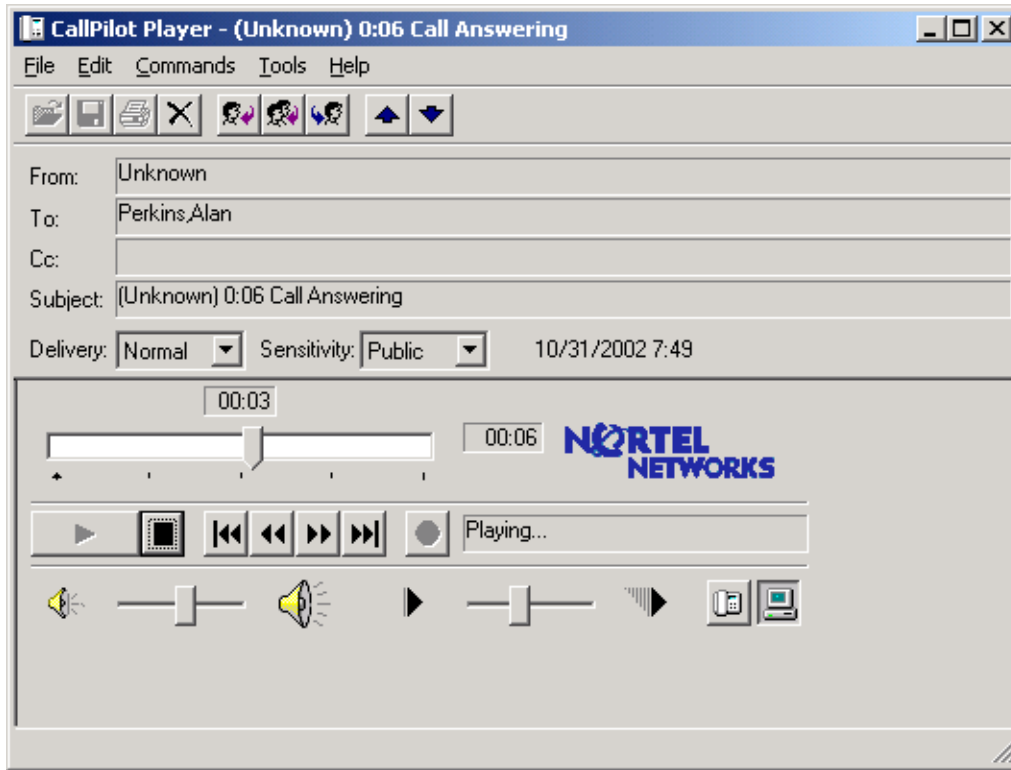 CallPilot Player - (Unknown) 0:06 Call Answering
File Edit Commands Tools Help
From: Unknown
To: Perkins,Alan
Cc:
Subject: (Unknown) 0:06 Call Answering
Delivery: Normal Sensitivity: Public 10/31/2002 7:49
00:03
00:06 NORTEL
NETWORKS
Playing...